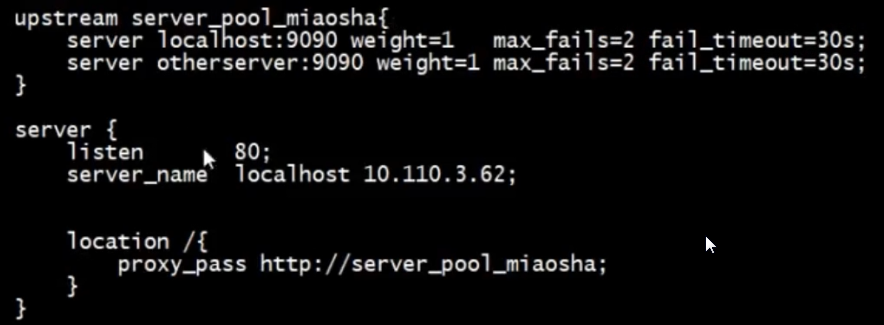 upstream server_pool_miaosha{
    server localhost:9090 weight=1   max_fails=2 fail_timeout=30s;
    server otherserver:9090 weight=1 max_fails=2 fail_timeout=30s;
}
server {
    listen       80;
    server_name  localhost 10.110.3.62;
    location /{
        proxy_pass http://server_pool_miaosha;
    }
}